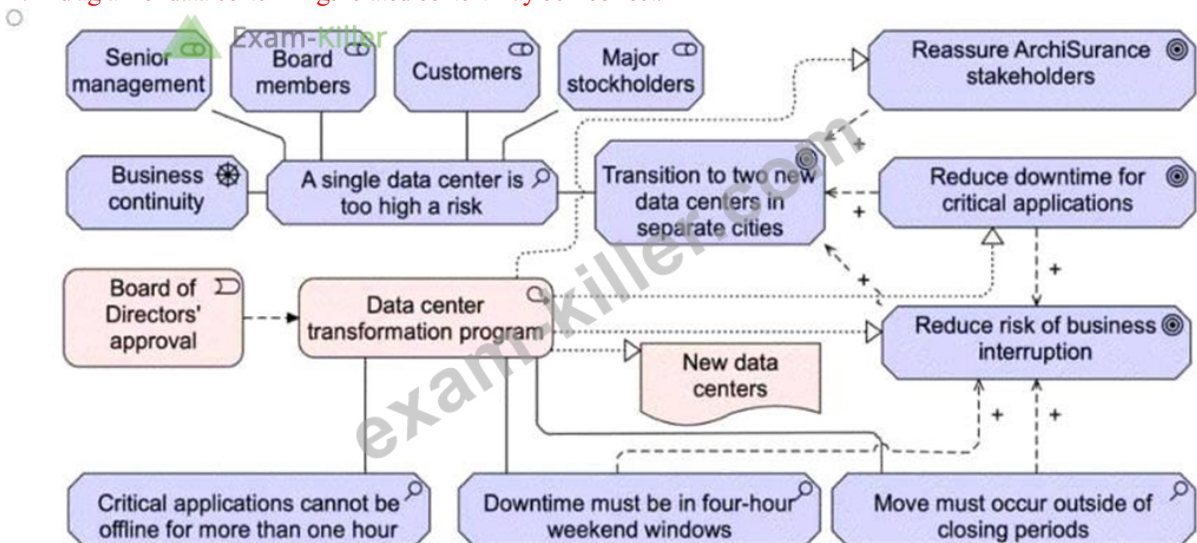 Exam-Killer
Senior
management
Board
members
Customers
Major
stockholders
Reassure ArchiSurance
stakeholders
Business
continuity
A single data center is
too high a risk
Transition to two new
data centers in
separate cities
Reduce downtime for
critical applications
+
+
+
+
Board of
Directors'
approval
Data center
transformation program
Reduce risk of business
interruption
New data
centers
+
+
Critical applications cannot be
offline for more than one hour
Downtime must be in four-hour
weekend windows
Move must occur outside of
closing periods
exam-killer.com